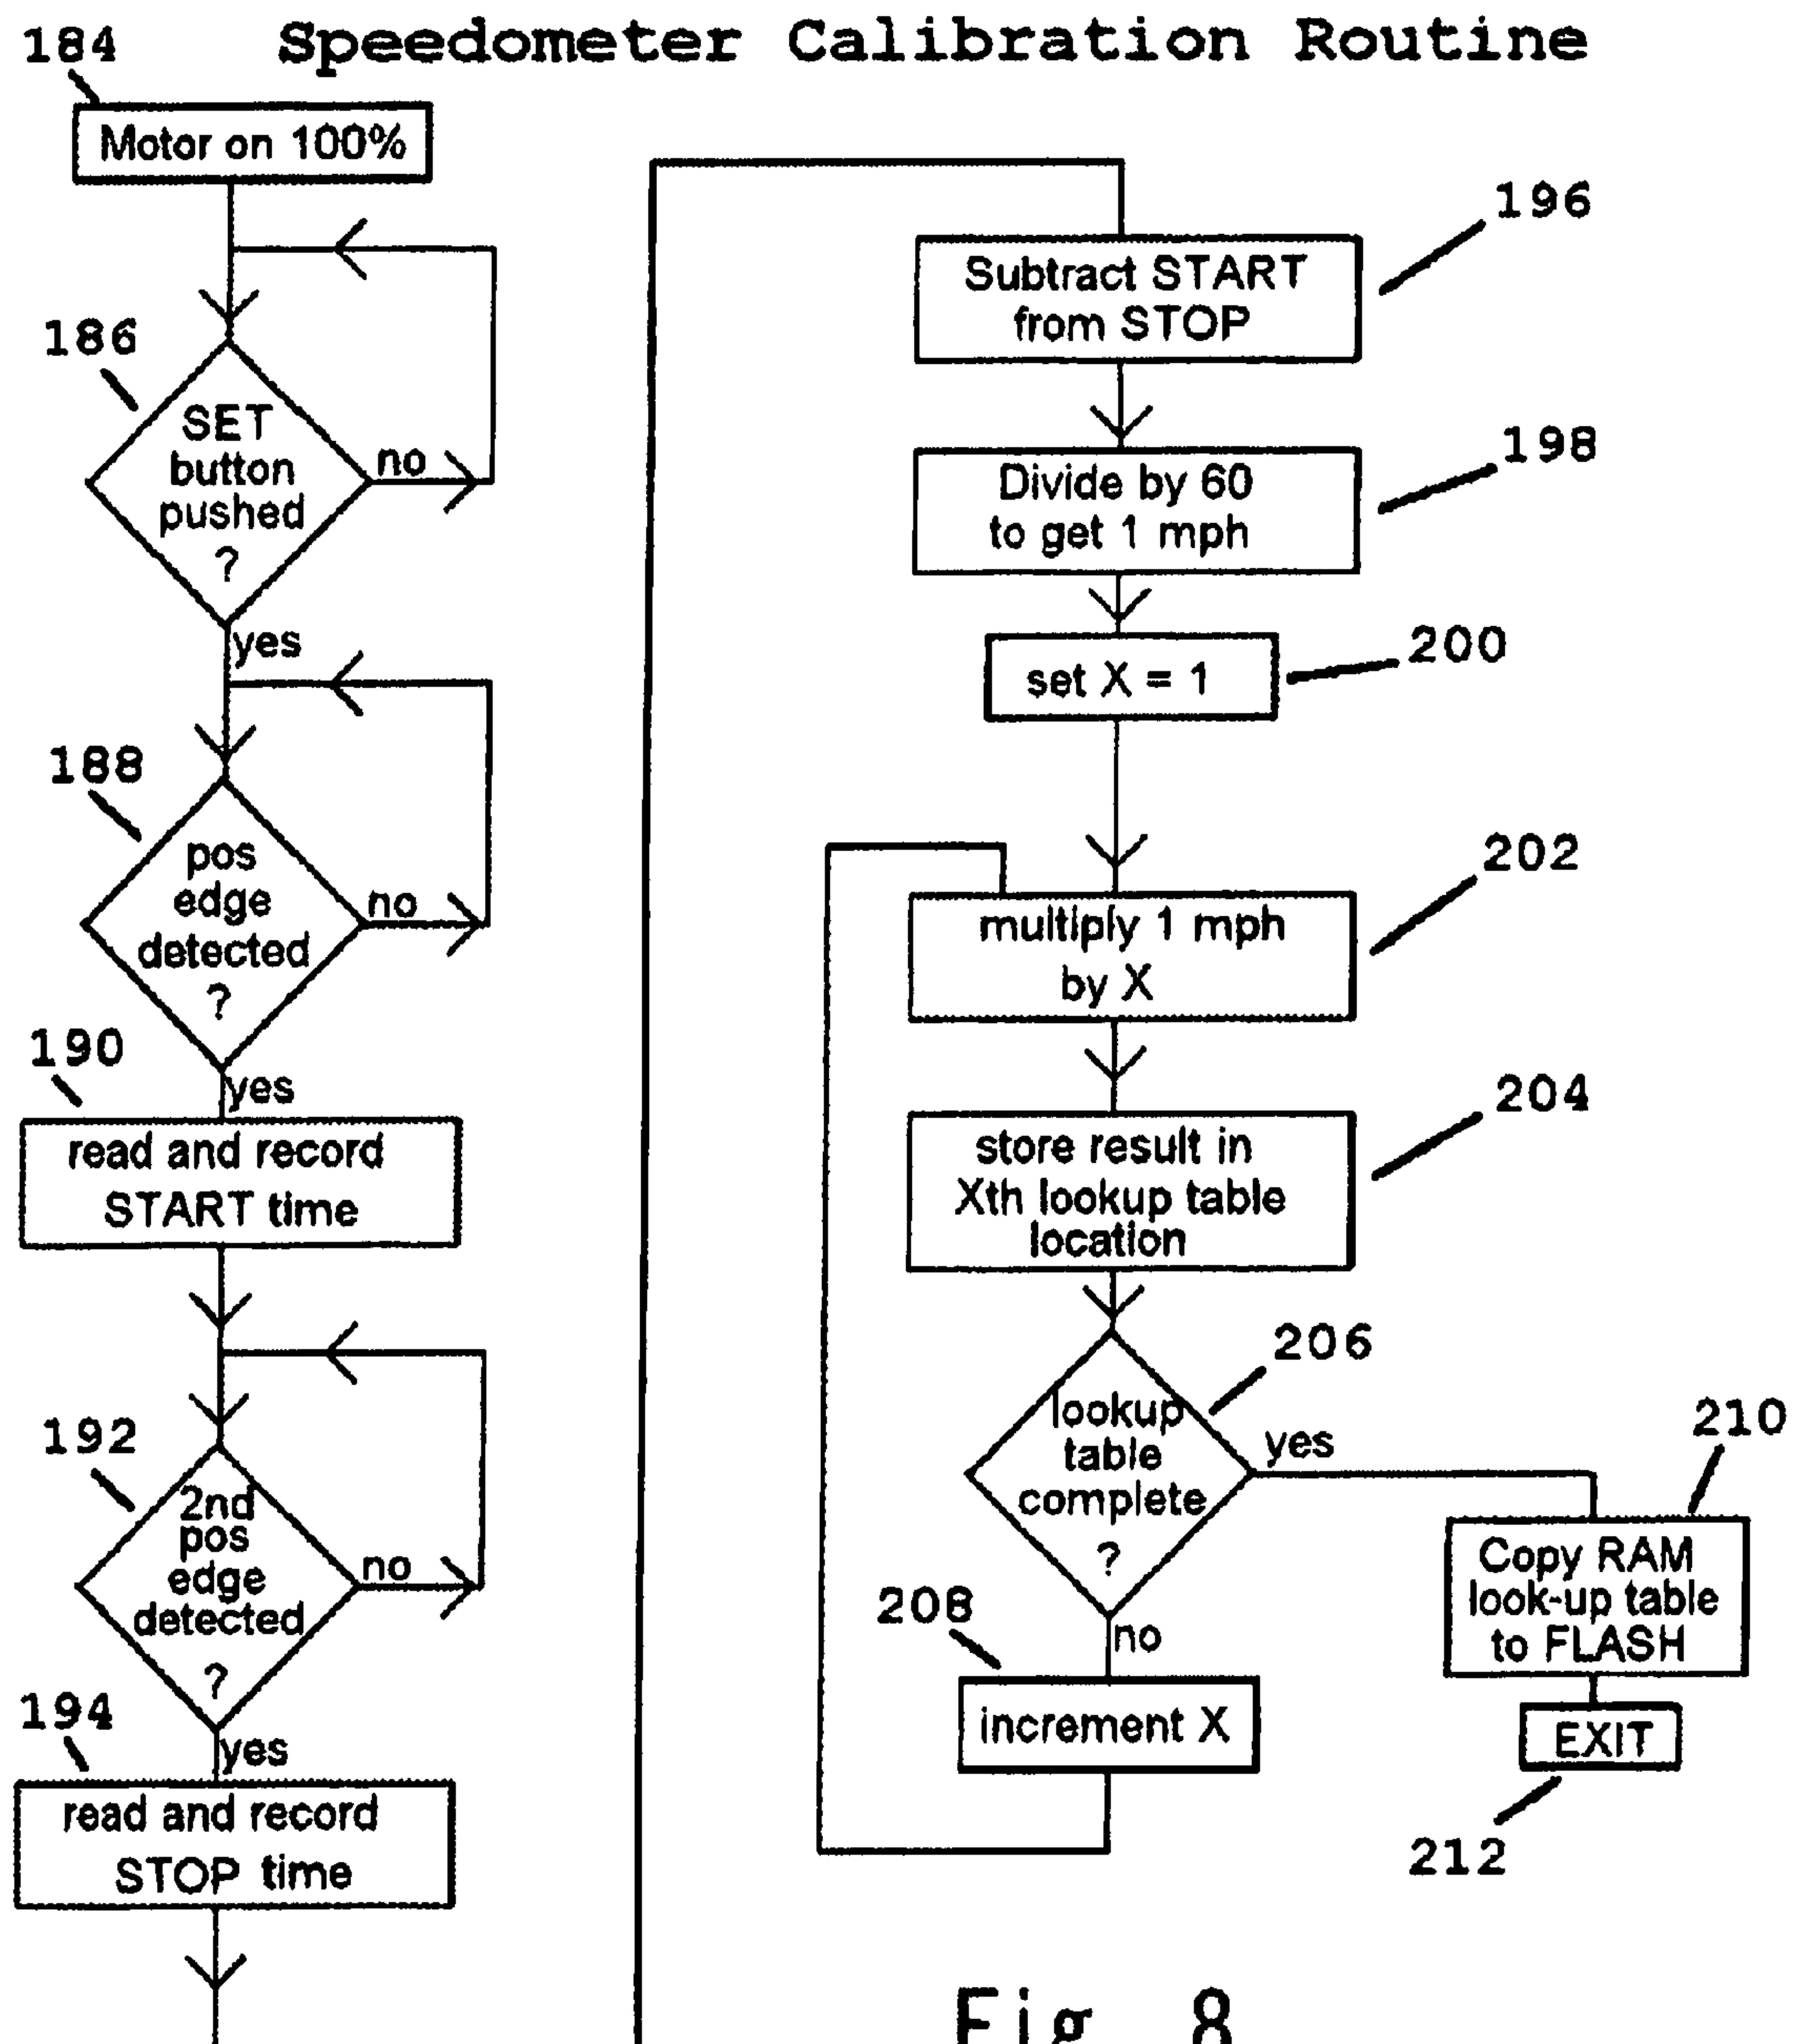 Speedometer Calibration Routine
184
Motor on 100%
186
SET
button
pushed
?
no
yes
188
pos
edge
detected
?
no
yes
190
read and record
START time
192
2nd
pos
edge
detected
?
no
yes
194
read and record
STOP time
196
Subtract START
from STOP
198
Divide by 60
to get 1 mph
200
set X = 1
202
multiply 1 mph
by X
204
store result in
Xth lookup table
location
206
lookup
table
complete
?
yes
no
208
increment X
210
Copy RAM
look-up table
to FLASH
EXIT
212
Fig 8